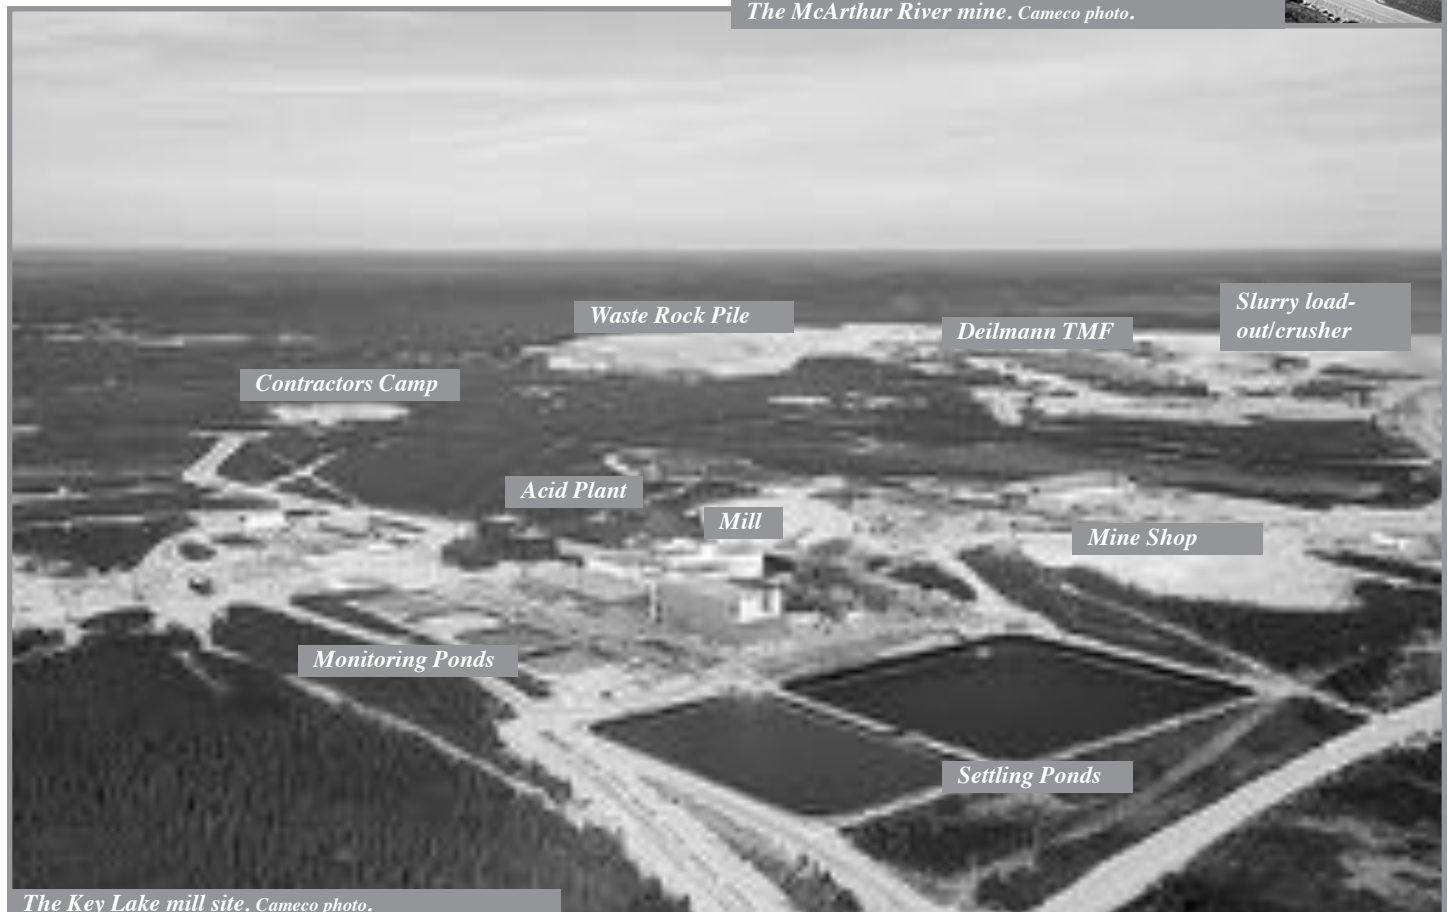 The McArthur River mine. Cameco photo.
Waste Rock Pile
Deilmann TMF
Slurry load-
out/crusher
Contractors Camp
Acid Plant
Mill
Mine Shop
Monitoring Ponds
Settling Ponds
The Key Lake mill site. Cameco photo.